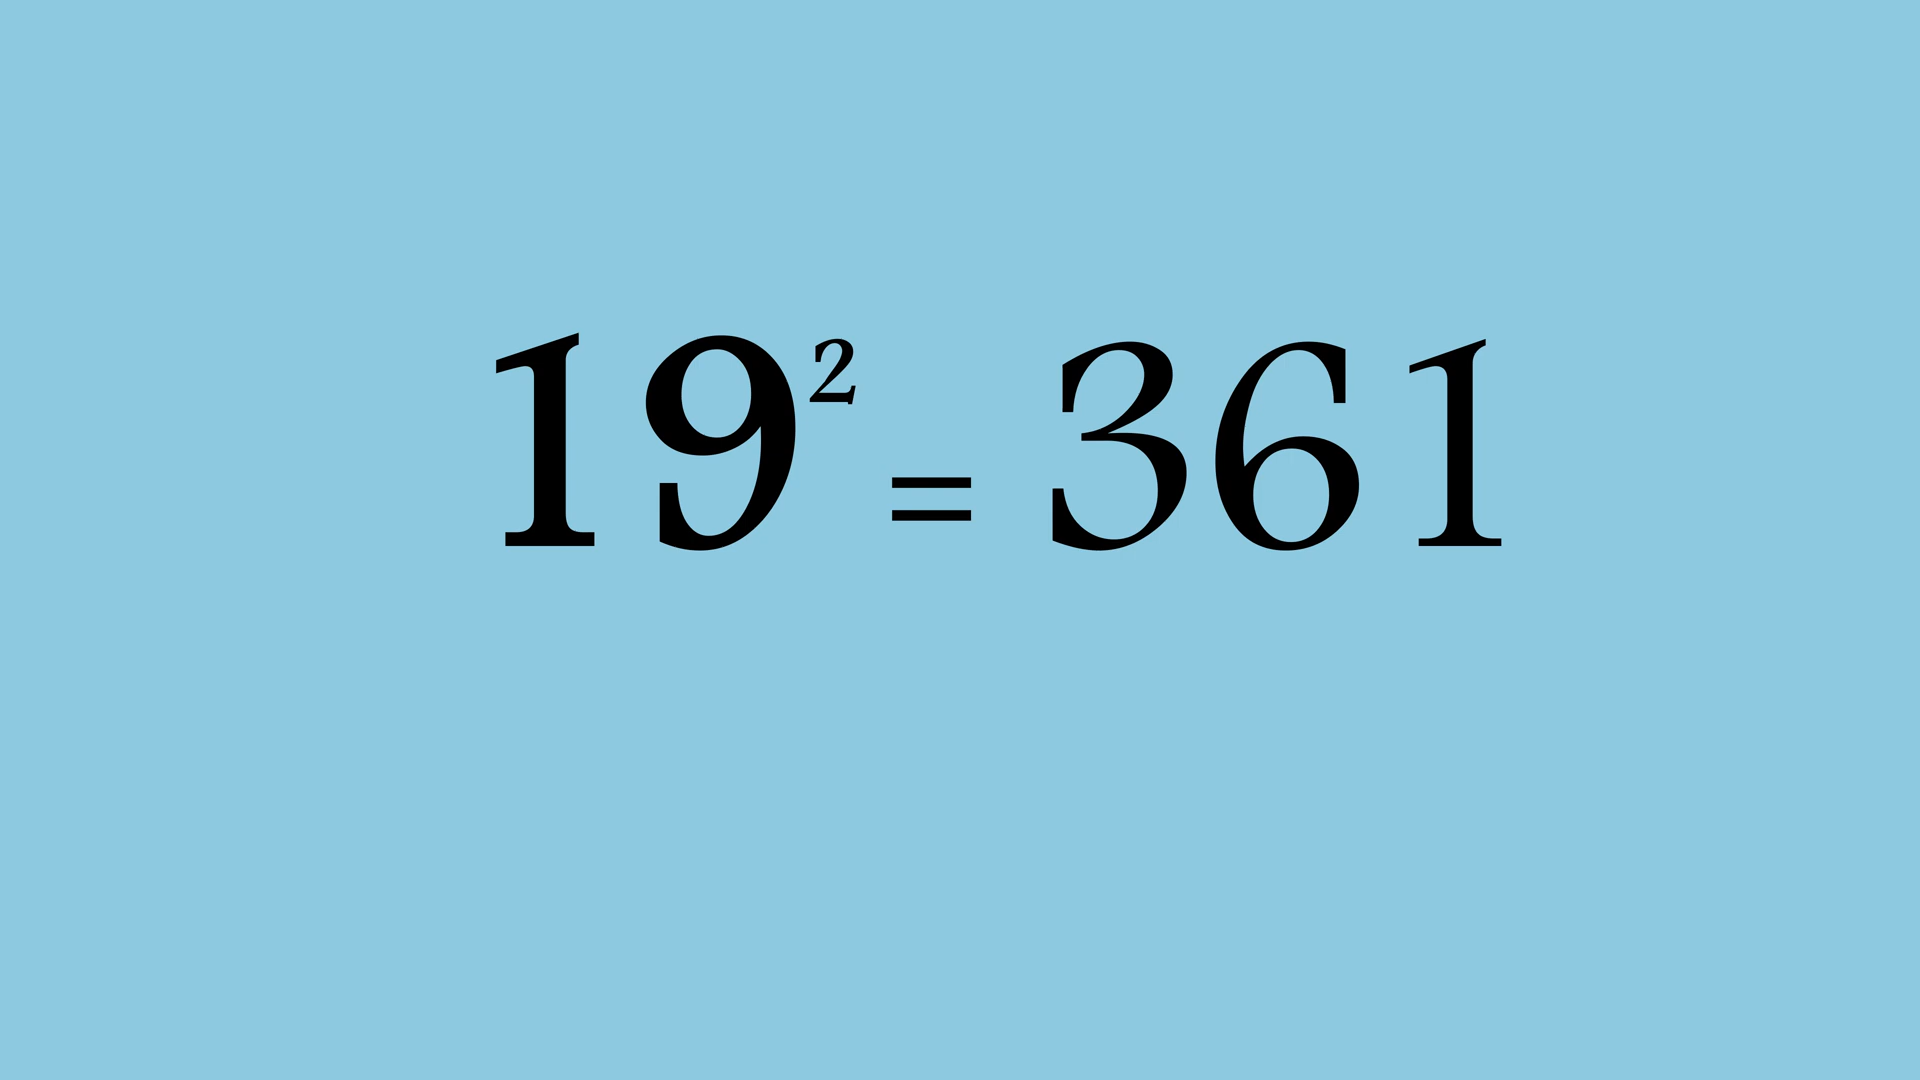 19² = 361